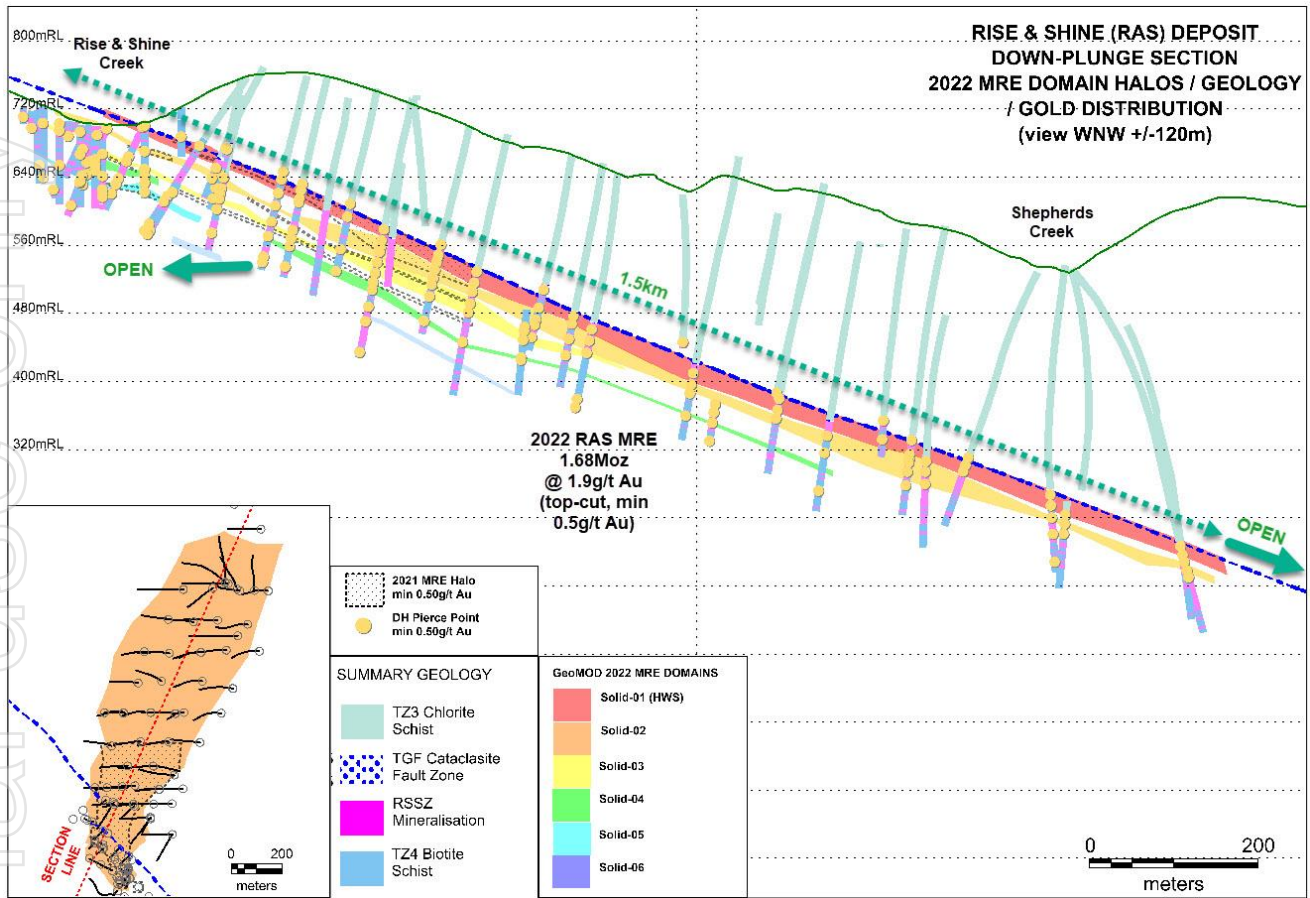 RISE & SHINE (RAS) DEPOSIT
DOWN-PLUNGE SECTION
2022 MRE DOMAIN HALOS / GEOLOGY
/ GOLD DISTRIBUTION
(view WNW +/-120m)
800mRL
Rise & Shine
Creek
720mRL
640mRL
560mRL
480mRL
400mRL
320mRL
OPEN
1.5km
Shepherds
Creek
OPEN
2022 RAS MRE
1.68Moz
@ 1.9g/t Au
(top-cut, min
0.5g/t Au)
SECTION
LINE
0 200
meters
2021 MRE Halo
min 0.50g/t Au
DH Pierce Point
min 0.50g/t Au
SUMMARY GEOLOGY
TZ3 Chlorite
Schist
TGF Cataclasite
Fault Zone
RSSZ
Mineralisation
TZ4 Biotite
Schist
GeoMOD 2022 MRE DOMAINS
Solid-01 (HWS)
Solid-02
Solid-03
Solid-04
Solid-05
Solid-06
0 200
meters